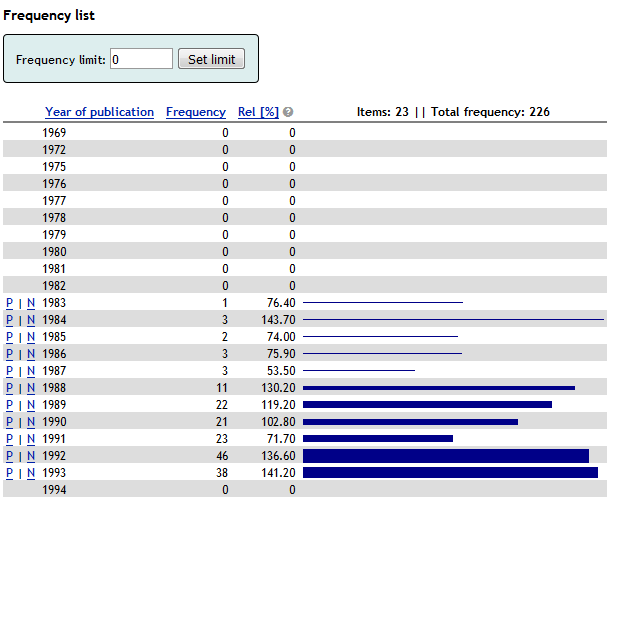 Frequency list
Frequency limit: 0 Set limit
Year of publication Frequency Rel [%] ? Items: 23 || Total frequency: 226
1969 0 0
1972 0 0
1975 0 0
1976 0 0
1977 0 0
1978 0 0
1979 0 0
1980 0 0
1981 0 0
1982 0 0
P | N 1983 1 76.40
P | N 1984 3 143.70
P | N 1985 2 74.00
P | N 1986 3 75.90
P | N 1987 3 53.50
P | N 1988 11 130.20
P | N 1989 22 119.20
P | N 1990 21 102.80
P | N 1991 23 71.70
P | N 1992 46 136.60
P | N 1993 38 141.20
1994 0 0